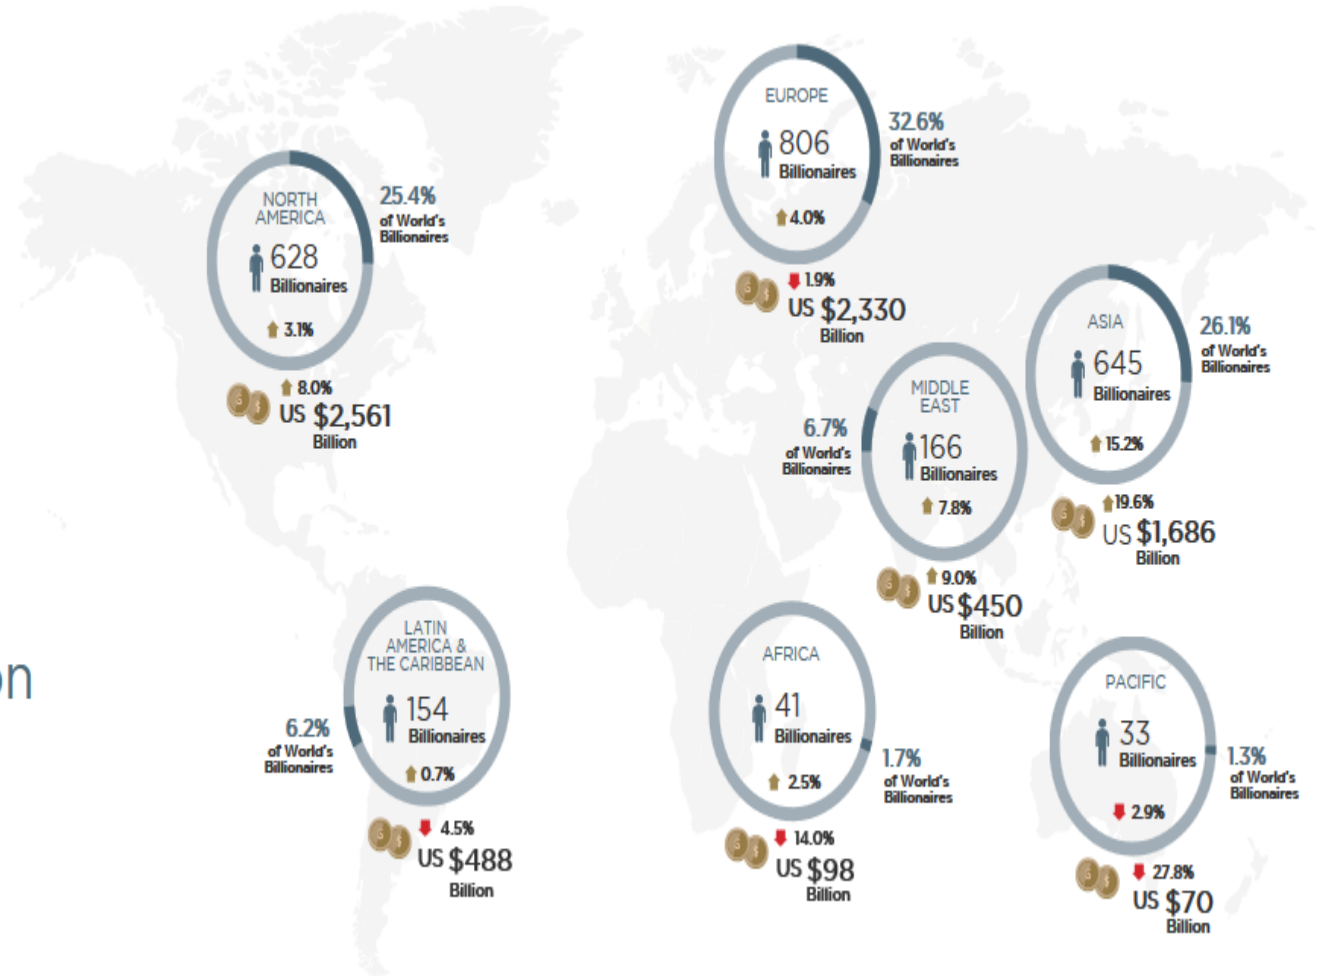 EUROPE
806
Billionaires
4.0%
32.6%
of World's
Billionaires
1.9%
US $2,330
Billion
NORTH
AMERICA
628
Billionaires
3.1%
25.4%
of World's
Billionaires
8.0%
US $2,561
Billion
ASIA
645
Billionaires
15.2%
26.1%
of World's
Billionaires
19.6%
US $1,686
Billion
MIDDLE
EAST
166
Billionaires
7.8%
6.7%
of World's
Billionaires
9.0%
US $450
Billion
LATIN
AMERICA &
THE CARIBBEAN
154
Billionaires
0.7%
6.2%
of World's
Billionaires
4.5%
US $488
Billion
AFRICA
41
Billionaires
2.5%
1.7%
of World's
Billionaires
14.0%
US $98
Billion
PACIFIC
33
Billionaires
2.9%
1.3%
of World's
Billionaires
27.8%
US $70
Billion